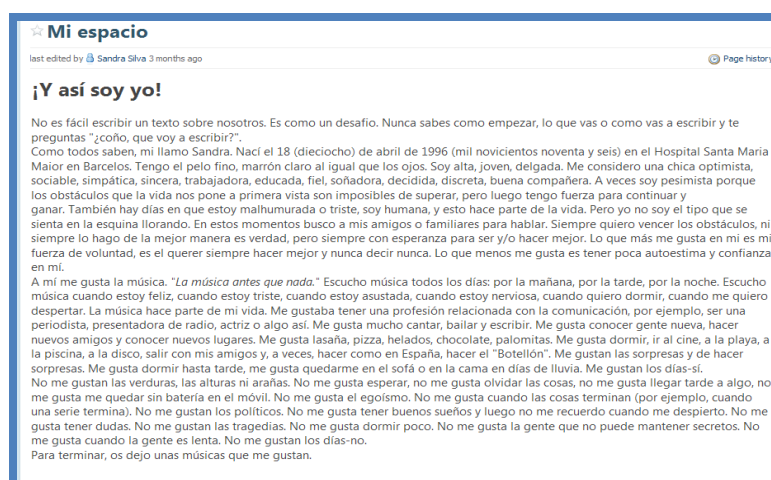 Mi espacio
last edited by Sandra Silva 3 months ago
Page history
¡Y así soy yo!
No es fácil escribir un texto sobre nosotros. Es como un desafio. Nunca sabes como empezar, lo que vas o como vas a escribir y te
preguntas "¿coño, que voy a escribir?".
Como todos saben, mi llamo Sandra. Nací el 18 (dieciocho) de abril de 1996 (mil novicientos noventa y seis) en el Hospital Santa Maria
Maior en Barcelos. Tengo el pelo fino, marrón claro al igual que los ojos. Soy alta, joven, delgada. Me considero una chica optimista,
sociable, simpática, sincera, trabajadora, educada, fiel, soñadora, decidida, discreta, buena compañera. A veces soy pesimista porque
los obstáculos que la vida nos pone a primera vista son imposibles de superar, pero luego tengo fuerza para continuar y
ganar. También hay días en que estoy malhumurada o triste, soy humana, y esto hace parte de la vida. Pero yo no soy el tipo que se
sienta en la esquina llorando. En estos momentos busco a mis amigos o familiares para hablar. Siempre quiero vencer los obstáculos, ni
siempre lo hago de la mejor manera es verdad, pero siempre con esperanza para ser y/o hacer mejor. Lo que más me gusta en mi es mi
fuerza de voluntad, es el querer siempre hacer mejor y nunca decir nunca. Lo que menos me gusta es tener poca autoestima y confianza
en mí.
A mí me gusta la música. "La música antes que nada." Escucho música todos los días: por la mañana, por la tarde, por la noche. Escucho
música cuando estoy feliz, cuando estoy triste, cuando estoy asustada, cuando estoy nerviosa, cuando quiero dormir, cuando me quiero
despertar. La música hace parte de mi vida. Me gustaba tener una profesión relacionada con la comunicación, por ejemplo, ser una
periodista, presentadora de radio, actriz o algo así. Me gusta mucho cantar, bailar y escribir. Me gusta conocer gente nueva, hacer
nuevos amigos y conocer nuevos lugares. Me gusta lasaña, pizza, helados, chocolate, palomitas. Me gusta dormir, ir al cine, a la playa, a
la piscina, a la disco, salir con mis amigos y, a veces, hacer como en España, hacer el "Botellón". Me gustan las sorpresas y de hacer
sorpresas. Me gusta dormir hasta tarde, me gusta quedarme en el sofá o en la cama en días de lluvia. Me gustan los días-sí.
No me gustan las verduras, las alturas ni arañas. No me gusta esperar, no me gusta olvidar las cosas, no me gusta llegar tarde a algo, no
me gusta me quedar sin batería en el móvil. No me gusta el egoísmo. No me gusta cuando las cosas terminan (por ejemplo, cuando
una serie termina). No me gustan los políticos. No me gusta tener buenos sueños y luego no me recuerdo cuando me despierto. No me
gusta tener dudas. No me gustan las tragedias. No me gusta dormir poco. No me gusta la gente que no puede mantener secretos. No
me gusta cuando la gente es lenta. No me gustan los días-no.
Para terminar, os dejo unas músicas que me gustan.